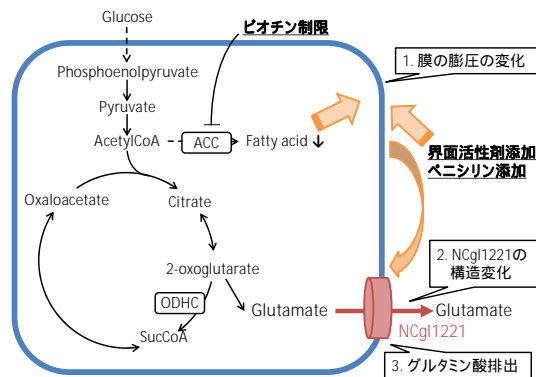 Glucose
ビオチン制限
1. 膜の膨圧の変化
Phosphoenolpyruvate
Pyruvate
AcetylCoA
ACC
Fatty acid
界面活性剤添加
ペニシリン添加
Oxaloacetate
Citrate
2. NCgl1221の
構造変化
2-oxoglutarate
ODHC
Glutamate
Glutamate
NCgl1221
SucCoA
3. グルタミン酸排出